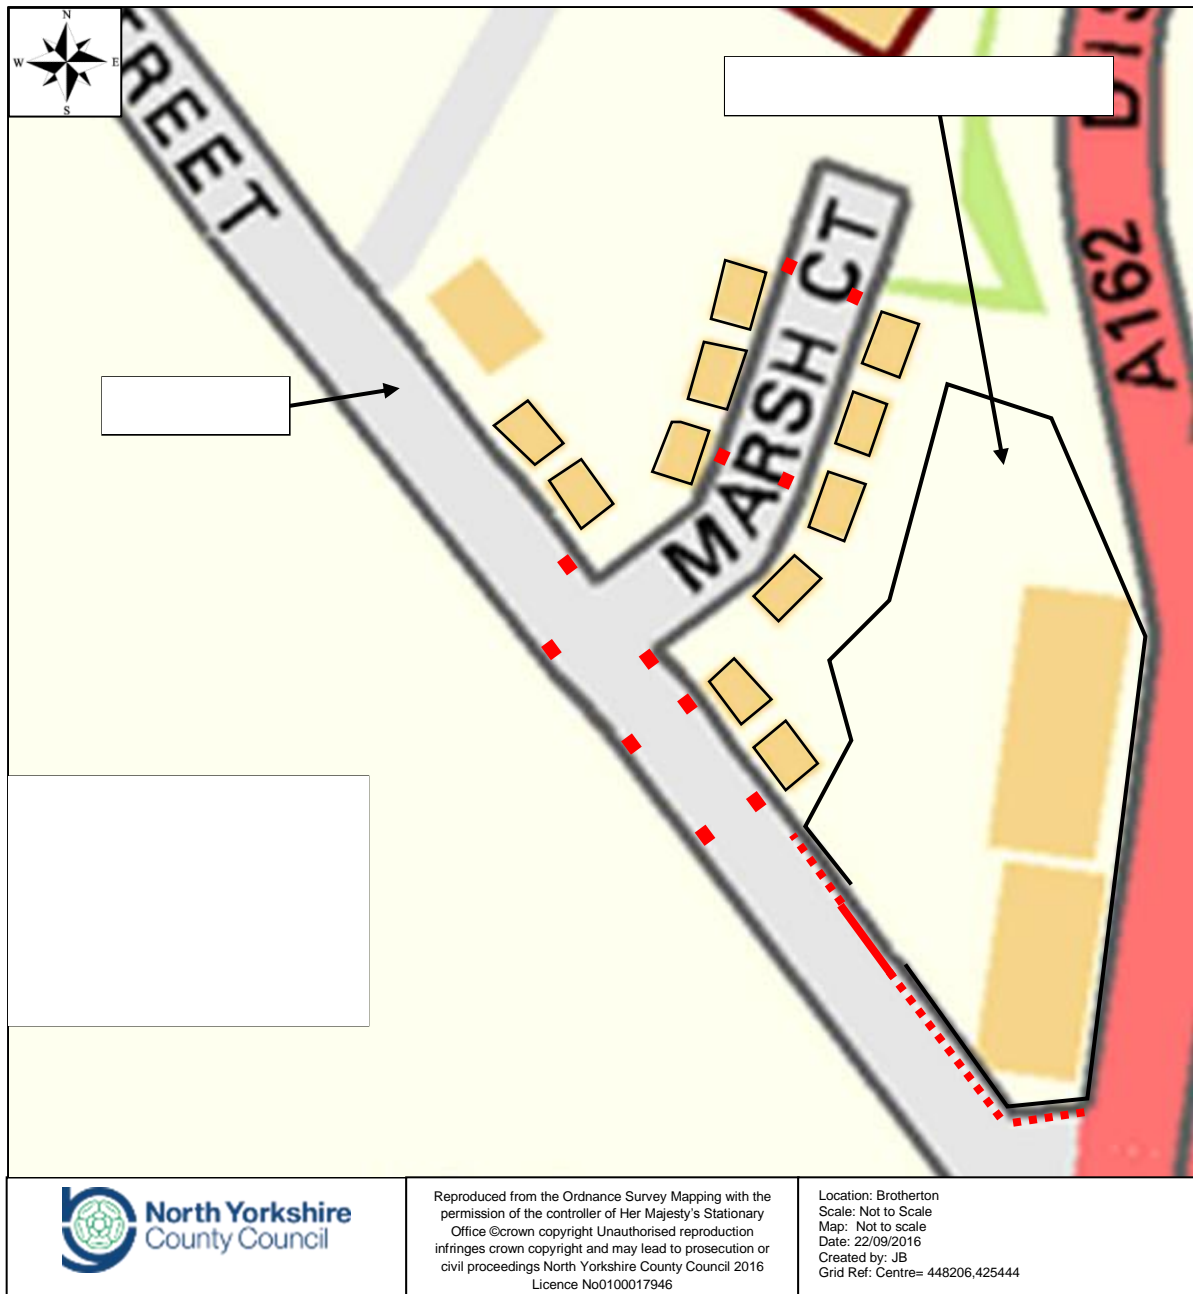 N
W E
S
TREET
DIS
A162
MARSH CT
North Yorkshire
County Council
Reproduced from the Ordnance Survey Mapping with the
permission of the controller of Her Majesty's Stationary
Office ©crown copyright Unauthorised reproduction
infringes crown copyright and may lead to prosecution or
civil proceedings North Yorkshire County Council 2016
Licence No0100017946
Location: Brotherton
Scale: Not to Scale
Map: Not to scale
Date: 22/09/2016
Created by: JB
Grid Ref: Centre= 448206,425444